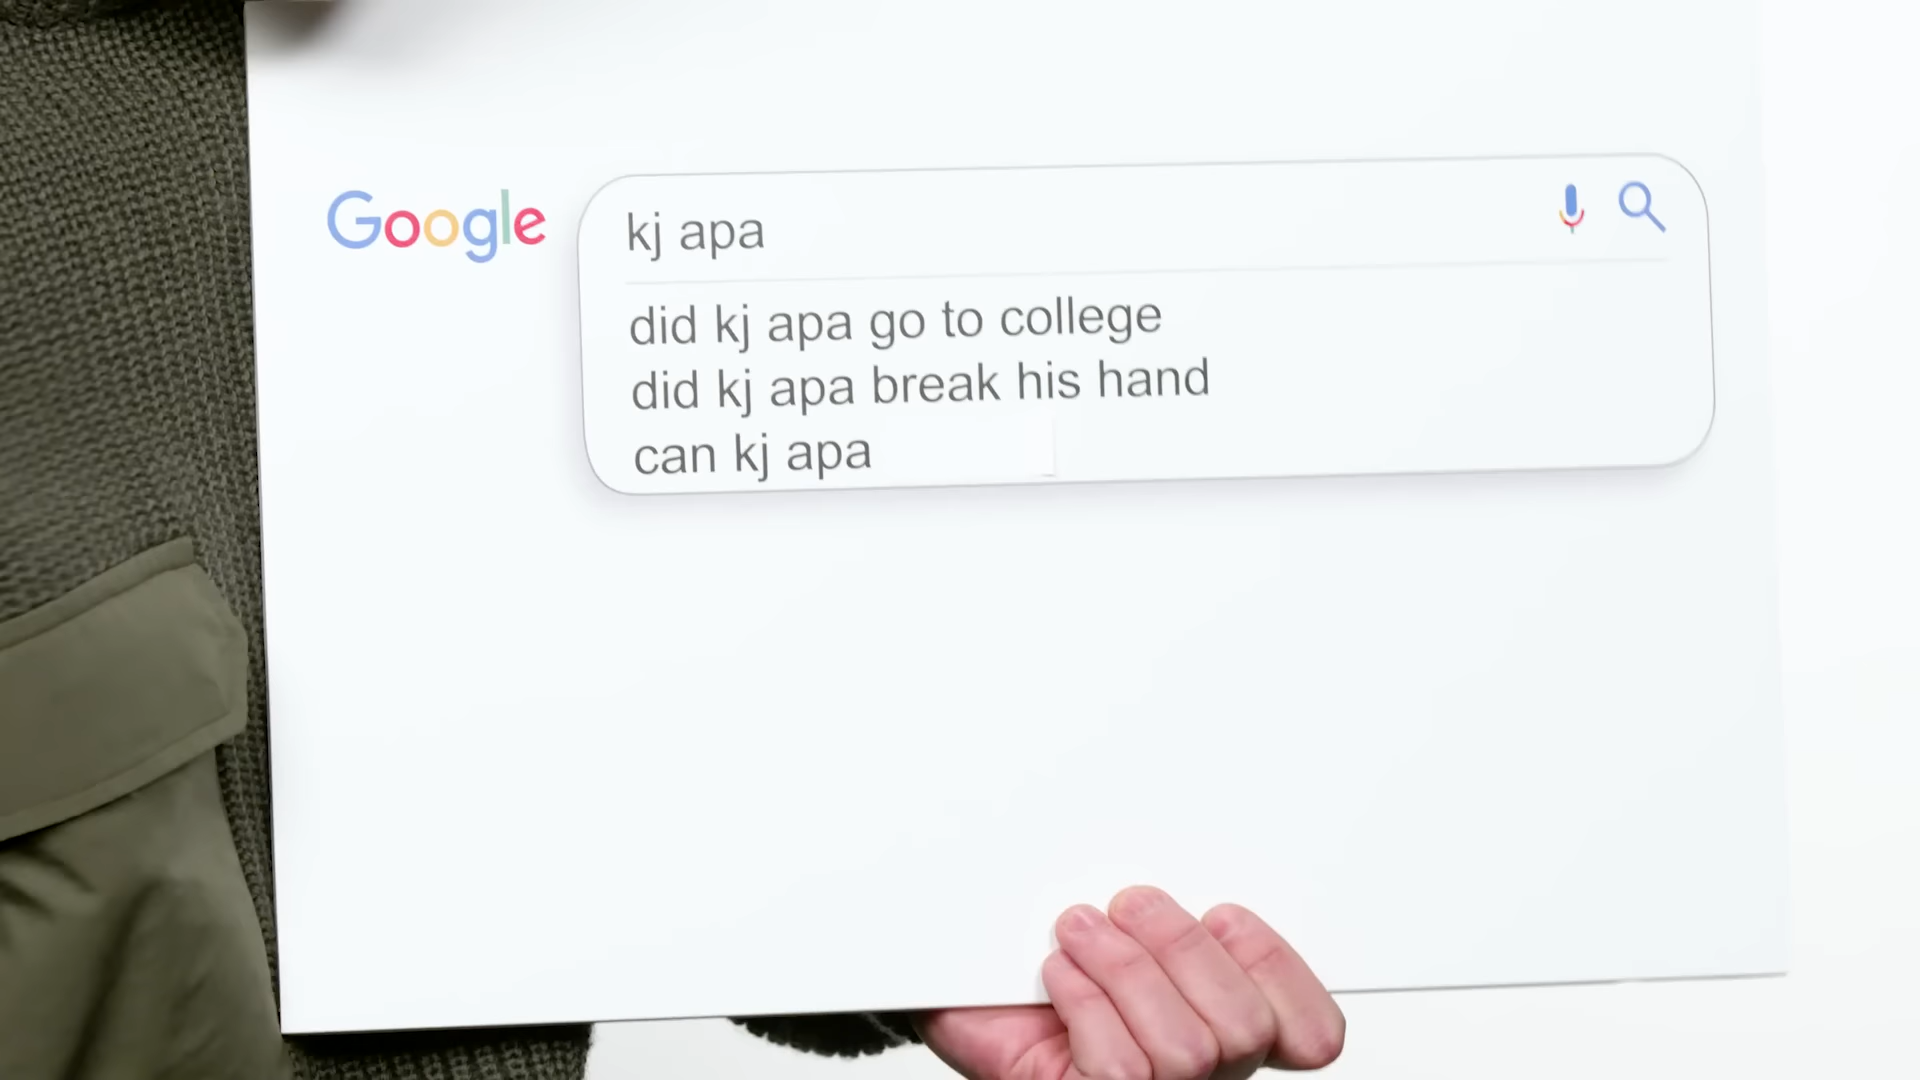 Google
kj apa
did kj apa go to college
did kj apa break his hand
can kj apa